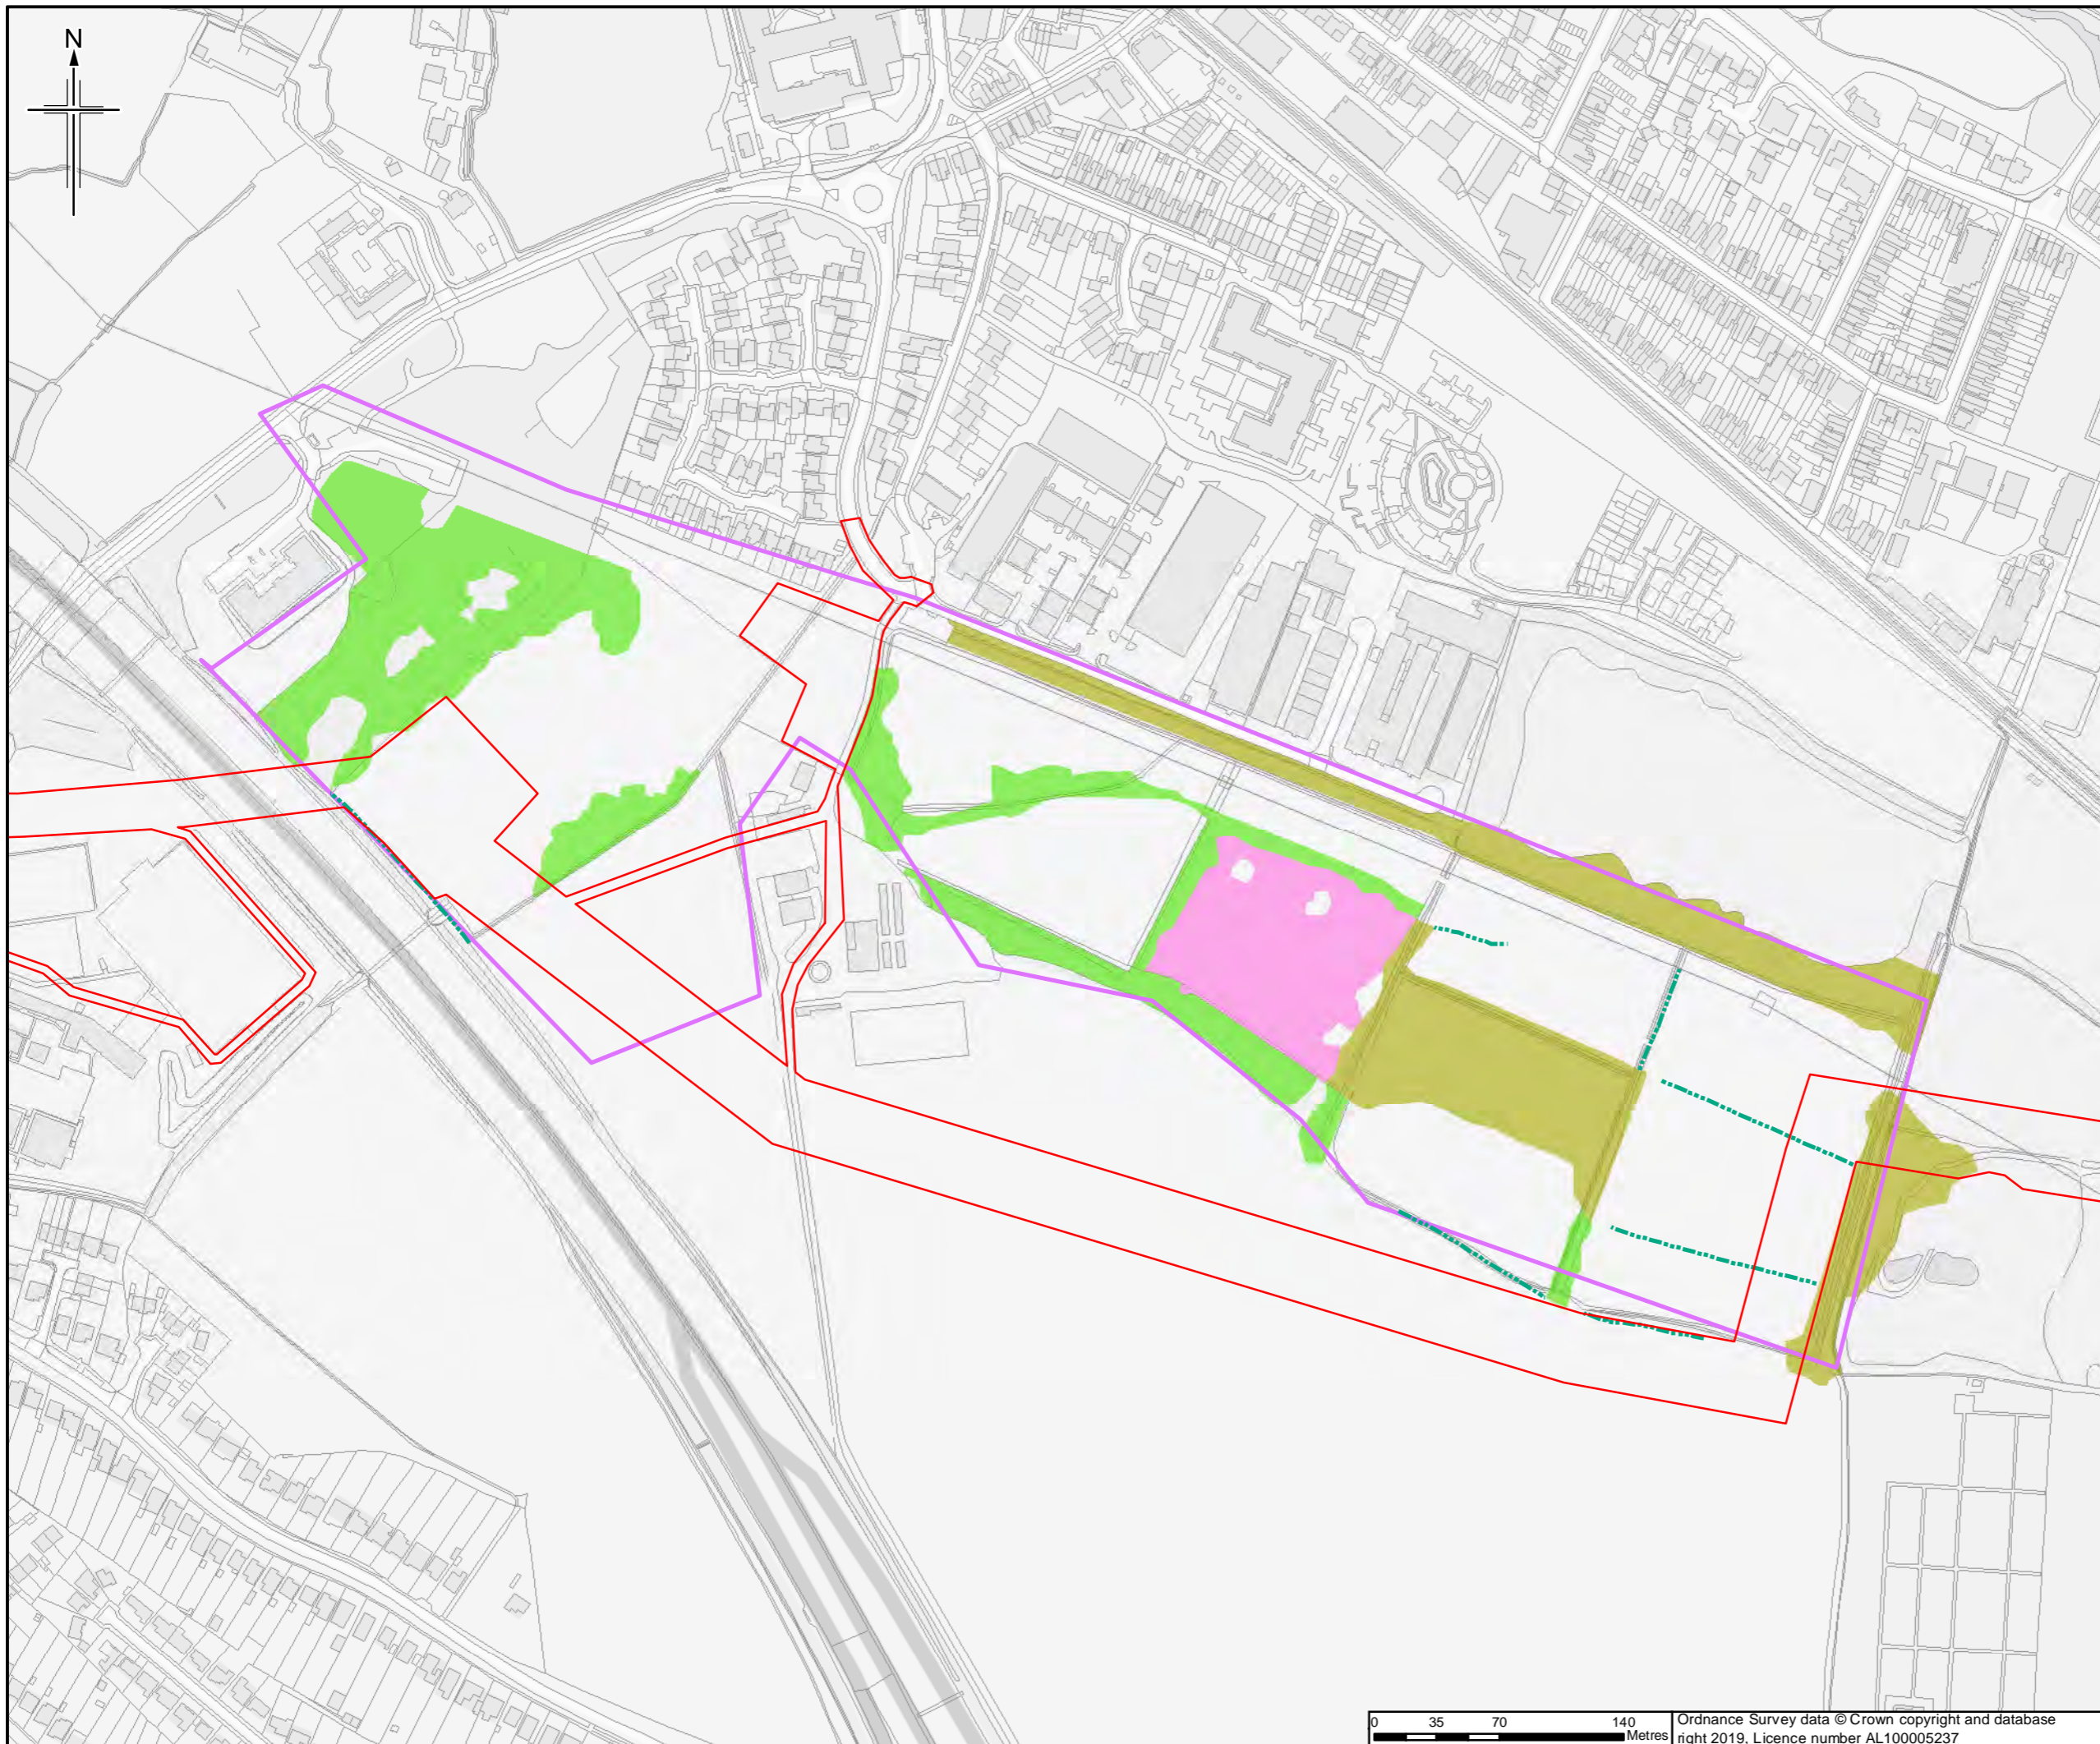 N
0 35 70 140
Metres
Ordnance Survey data © Crown copyright and database
right 2019. Licence number AL100005237